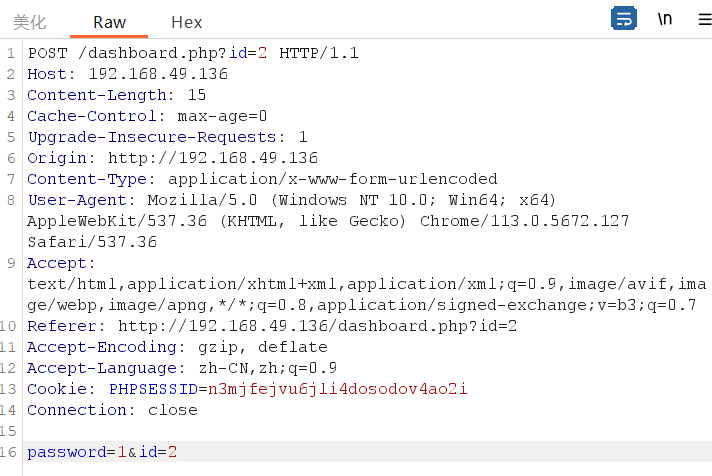 美化 Raw Hex \n
1 POST /dashboard.php?id=2 HTTP/1.1
2 Host: 192.168.49.136
3 Content-Length: 15
4 Cache-Control: max-age=0
5 Upgrade-Insecure-Requests: 1
6 Origin: http://192.168.49.136
7 Content-Type: application/x-www-form-urlencoded
8 User-Agent: Mozilla/5.0 (Windows NT 10.0; Win64; x64)
AppleWebKit/537.36 (KHTML, like Gecko) Chrome/113.0.5672.127
Safari/537.36
9 Accept:
text/html,application/xhtml+xml,application/xml;q=0.9,image/avif,ima
ge/webp,image/apng,*/*;q=0.8,application/signed-exchange;v=b3;q=0.7
10 Referer: http://192.168.49.136/dashboard.php?id=2
11 Accept-Encoding: gzip, deflate
12 Accept-Language: zh-CN,zh;q=0.9
13 Cookie: PHPSESSID=n3mjfejvu6jli4dosodov4ao2i
14 Connection: close
15
16 password=1&id=2